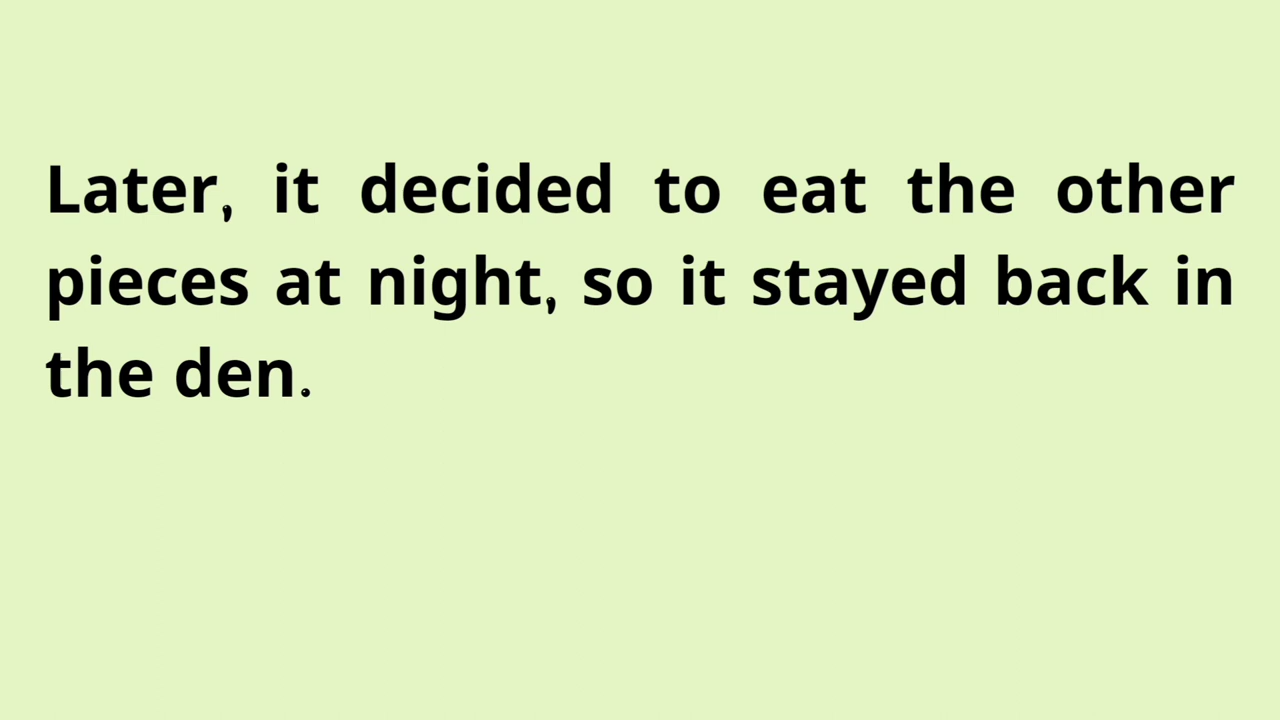 Later, it decided to eat the other
pieces at night, so it stayed back in
the den.